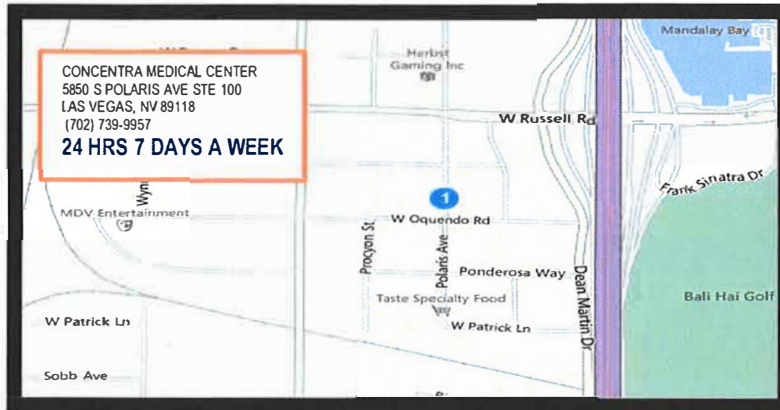 Mandalay Bay
CONCENTRA MEDICAL CENTER
5850 S POLARIS AVE STE 100
LAS VEGAS, NV 89118
(702) 739-9957
24 HRS 7 DAYS A WEEK
Herbst
Gaming Inc
W Russell Rd
Frank Sinatra Dr
Wynn
MDV Entertainment
1
W Oquendo Rd
Procyon St
Polaris Ave
Ponderosa Way
Dean Martin Dr
Taste Specialty Food
Bali Hai Golf
W Patrick Ln
W Patrick Ln
Sobb Ave